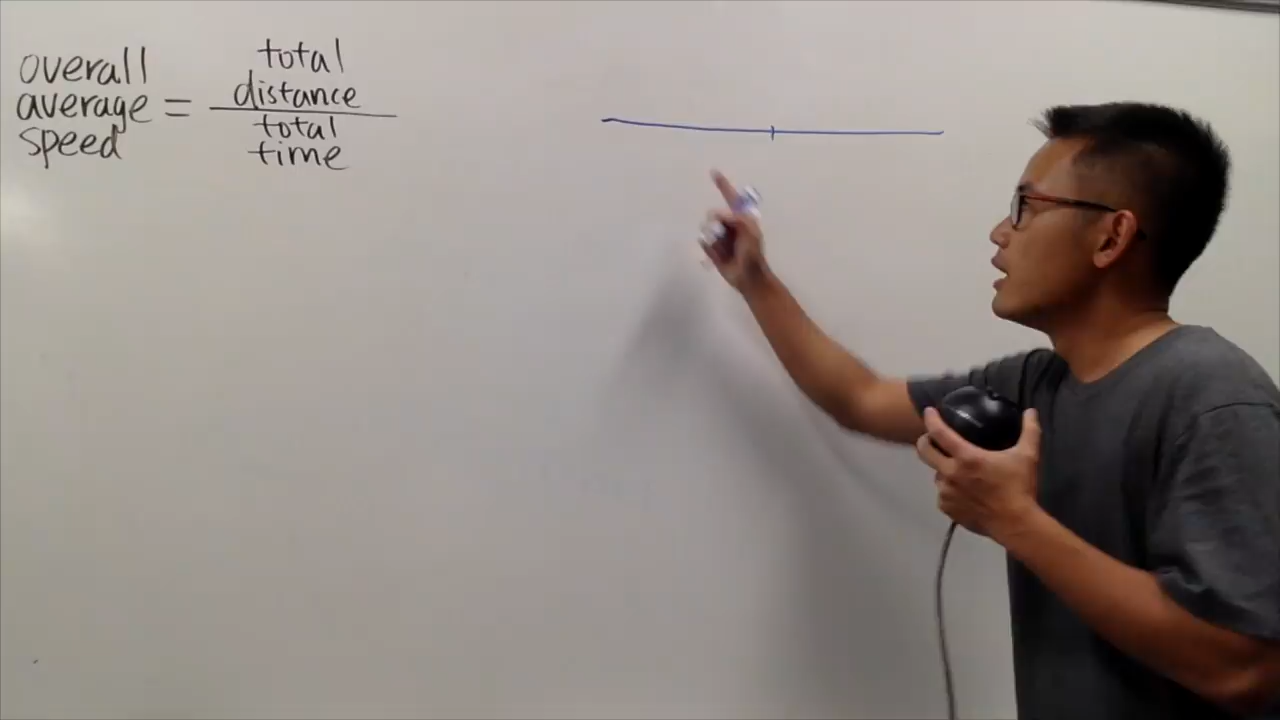 overall
average = total distance
speed
total
time